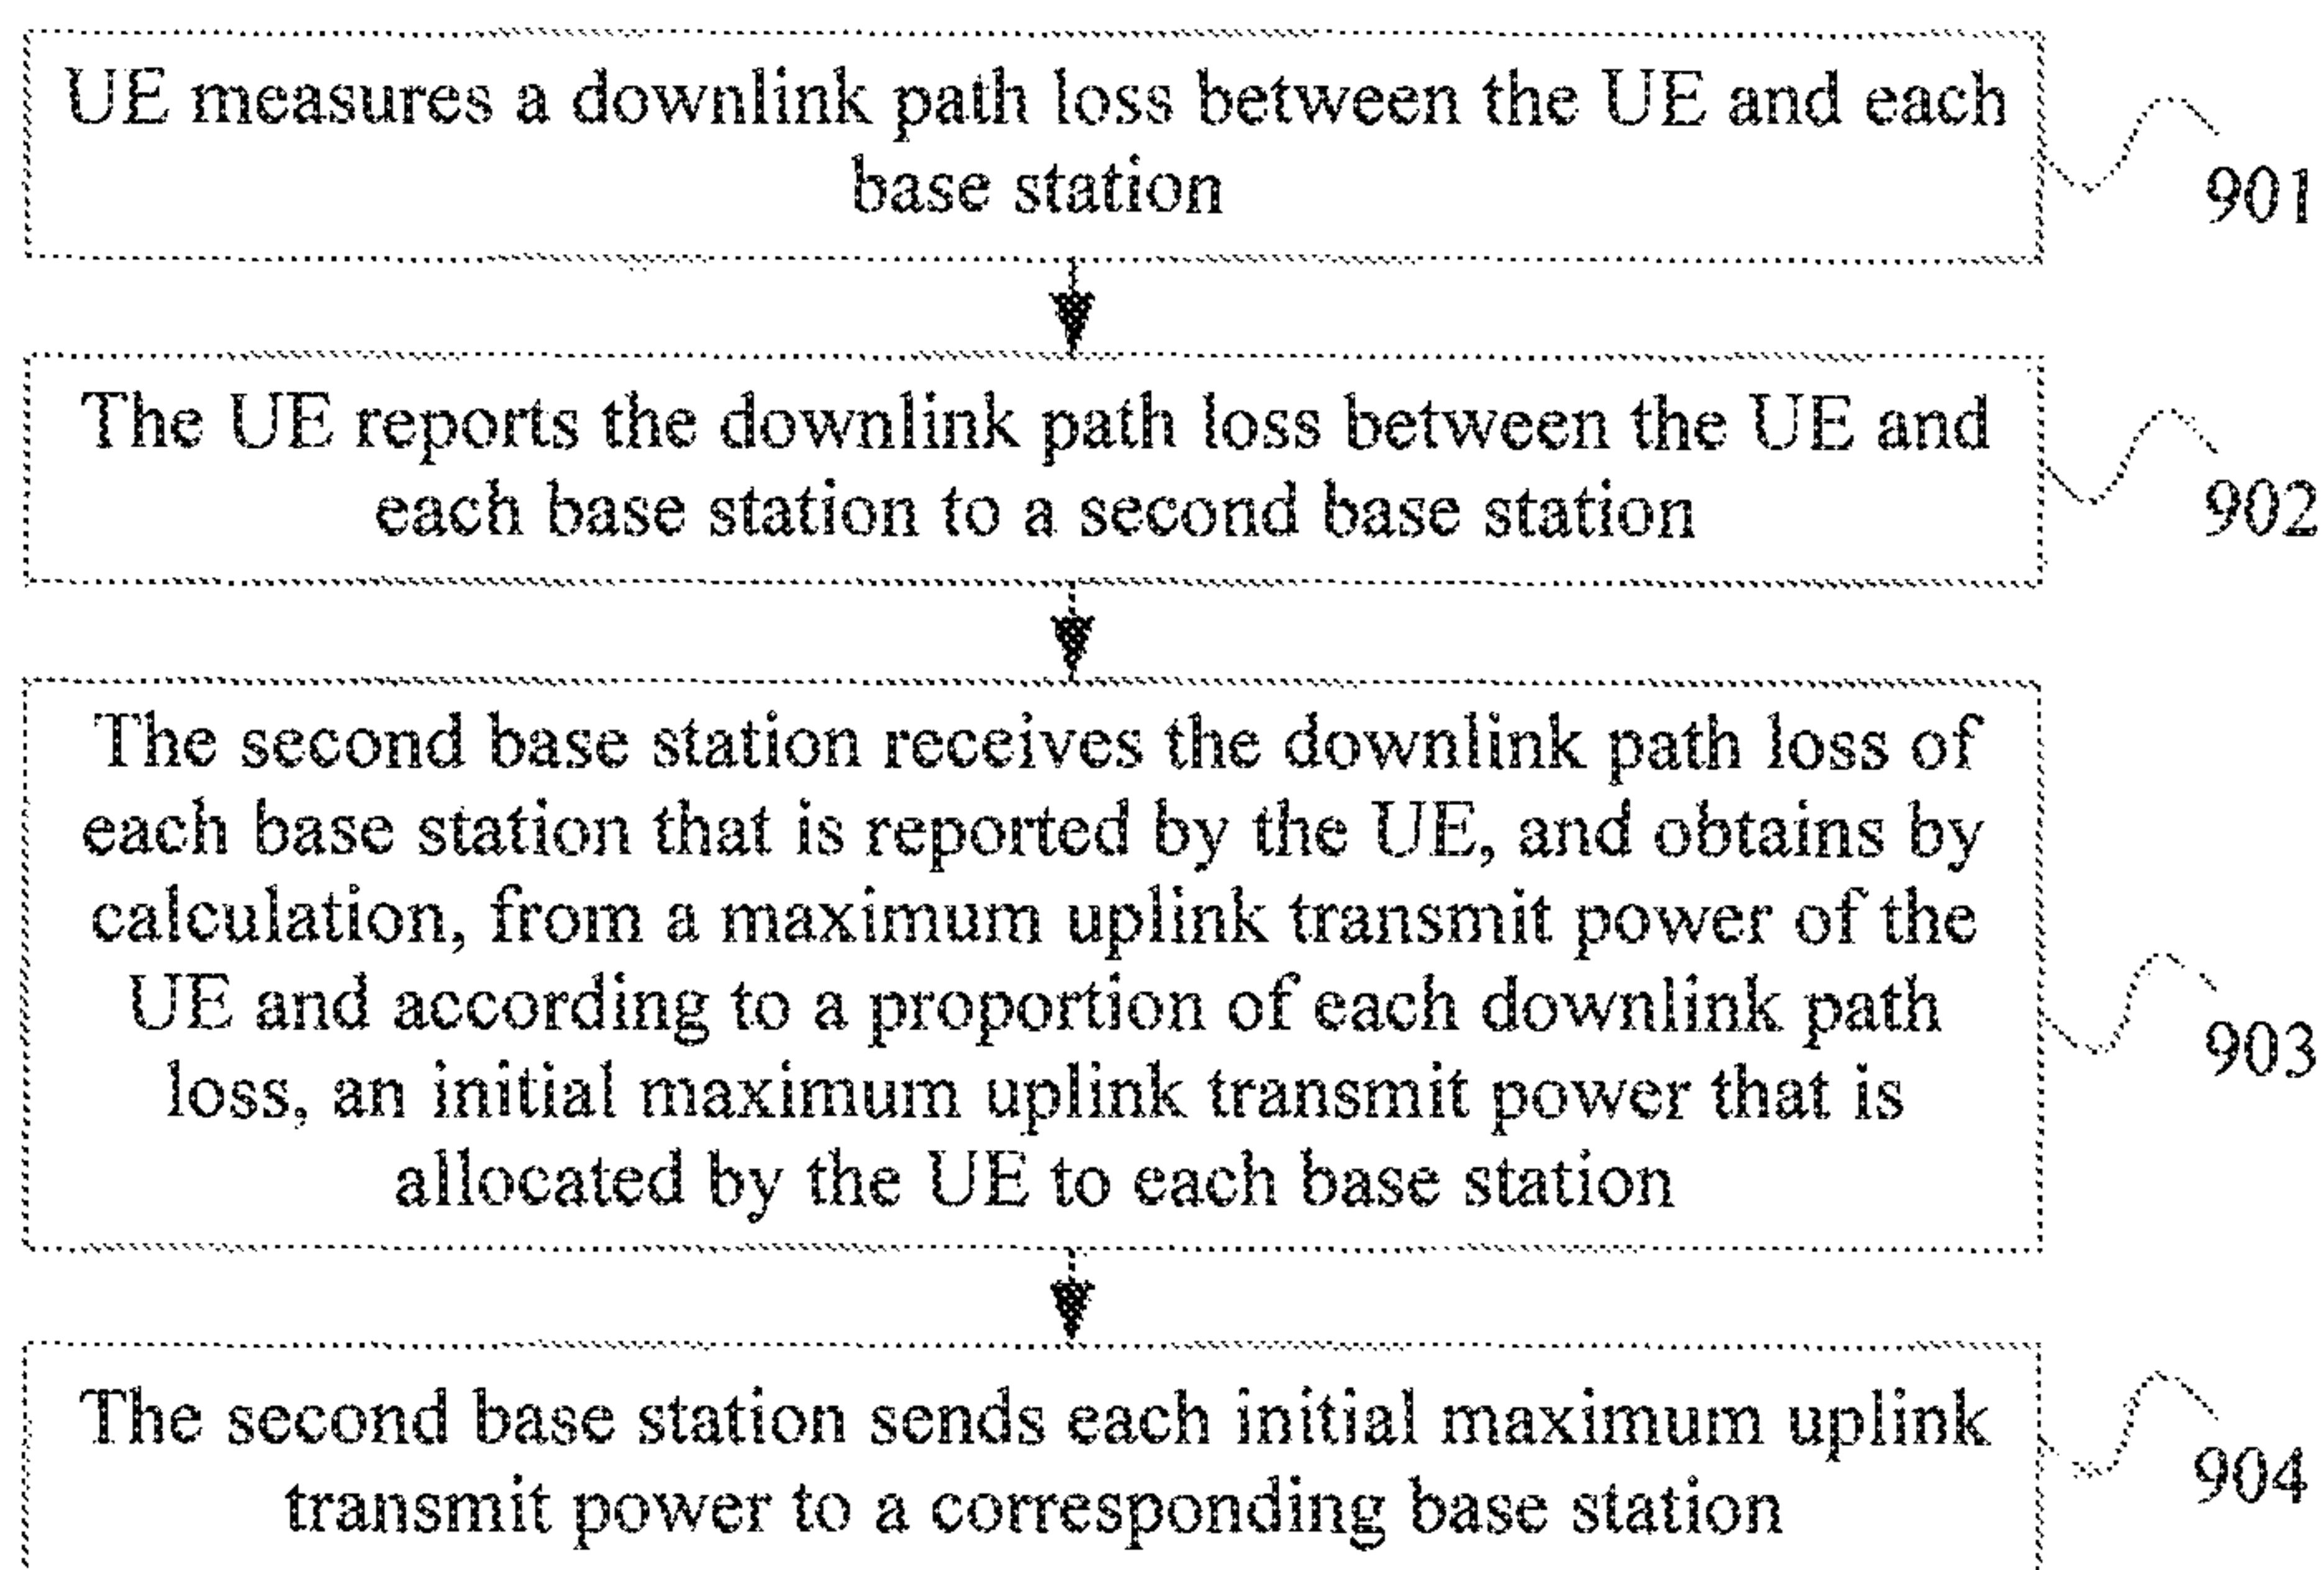 UE measures a downlink path loss between the UE and each
base station
901
The UE reports the downlink path loss between the UE and
each base station to a second base station
902
The second base station receives the downlink path loss of
each base station that is reported by the UE, and obtains by
calculation, from a maximum uplink transmit power of the
UE and according to a proportion of each downlink path
loss, an initial maximum uplink transmit power that is
allocated by the UE to each base station
903
The second base station sends each initial maximum uplink
transmit power to a corresponding base station
904